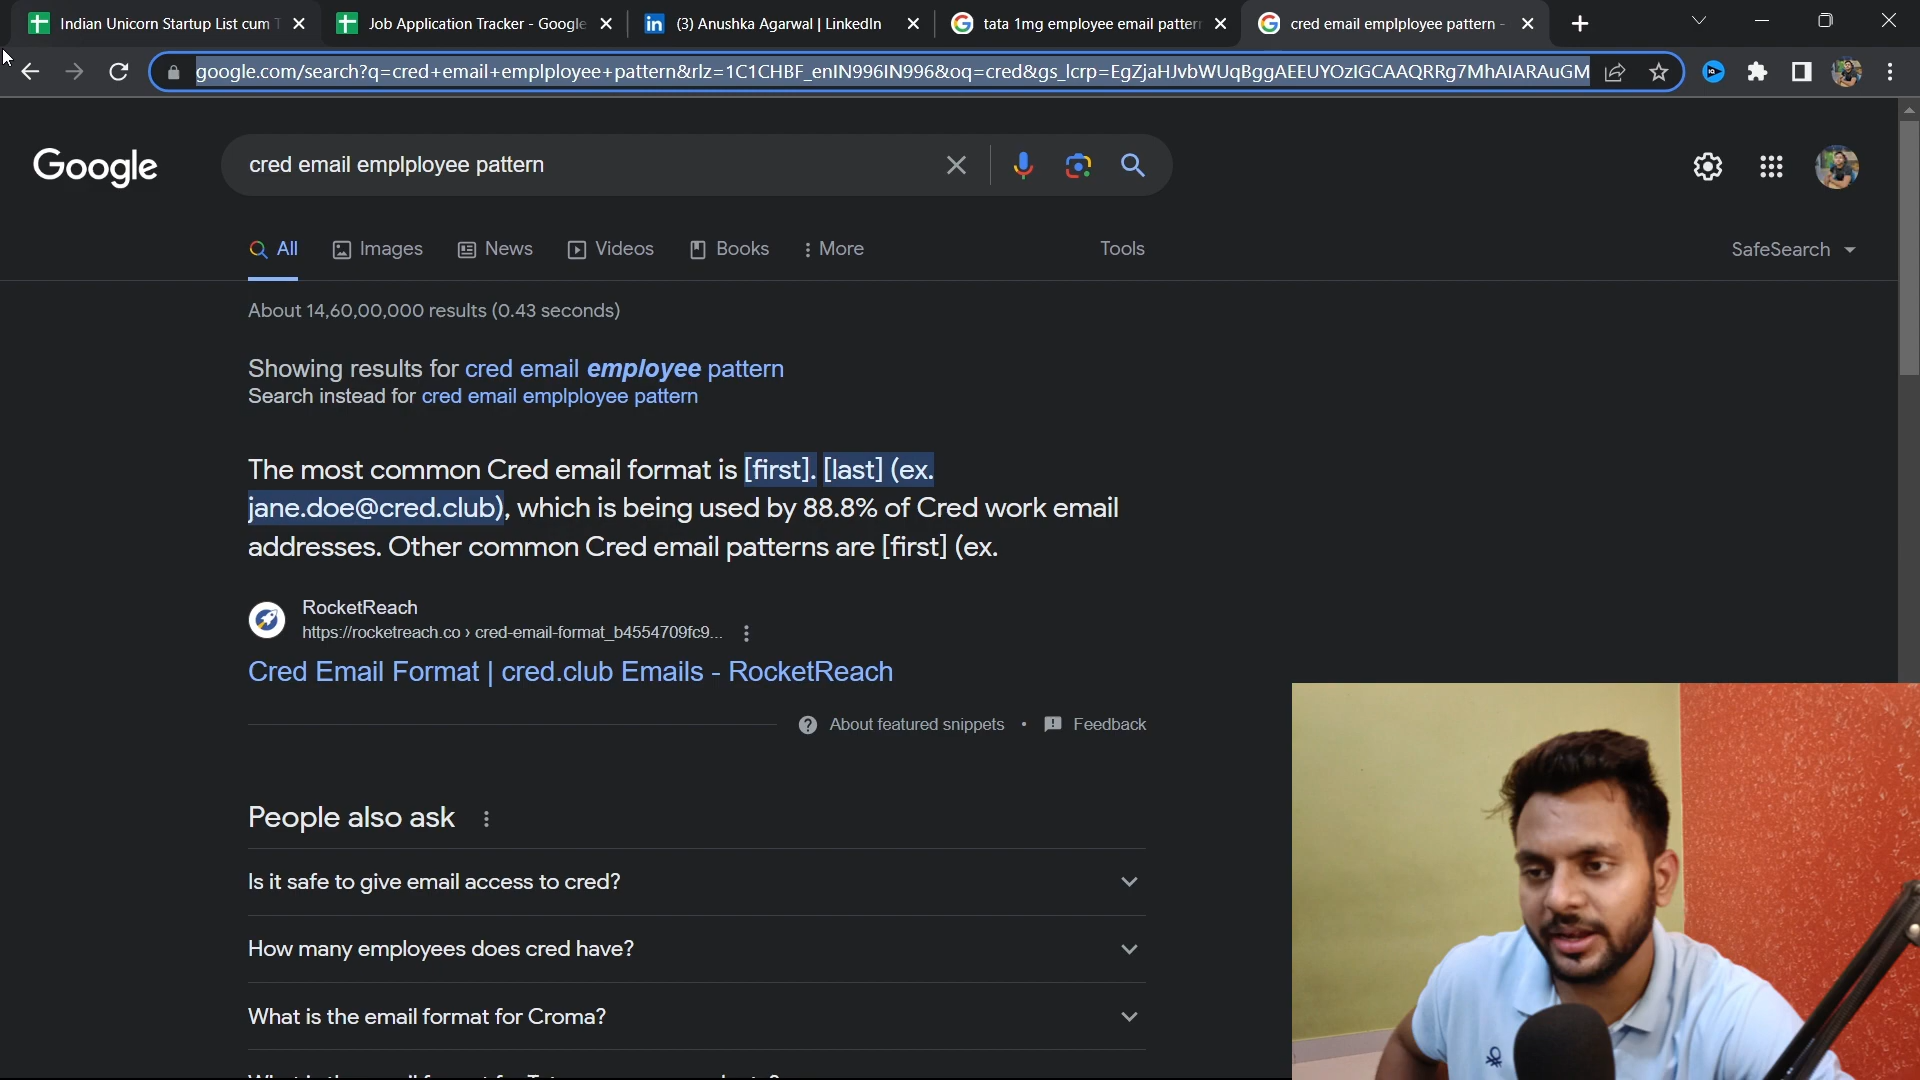 Indian Unicorn Startup List cum T
Job Application Tracker - Google
(3) Anushka Agarwal | LinkedIn
tata 1mg employee email patter
cred email emplployee pattern -
google.com/search?q=cred+email+emplployee+pattern&rlz=1C1CHBF_enIN996IN996&oq=cred&gs_lcrp=EgZjaHJvbWUqBggAEEUYOzIGCAAQRRg7MhAIARAuGM
Google
cred email emplployee pattern
All
Images
News
Videos
Books
More
Tools
SafeSearch
About 14,60,00,000 results (0.43 seconds)
Showing results for cred email employee pattern
Search instead for cred email emplployee pattern
The most common Cred email format is [first]. [last] (ex.
jane.doe@cred.club), which is being used by 88.8% of Cred work email
addresses. Other common Cred email patterns are [first] (ex.
RocketReach
https://rocketreach.co › cred-email-format_b4554709fc9...
Cred Email Format | cred.club Emails - RocketReach
About featured snippets • Feedback
People also ask
Is it safe to give email access to cred?
How many employees does cred have?
What is the email format for Croma?